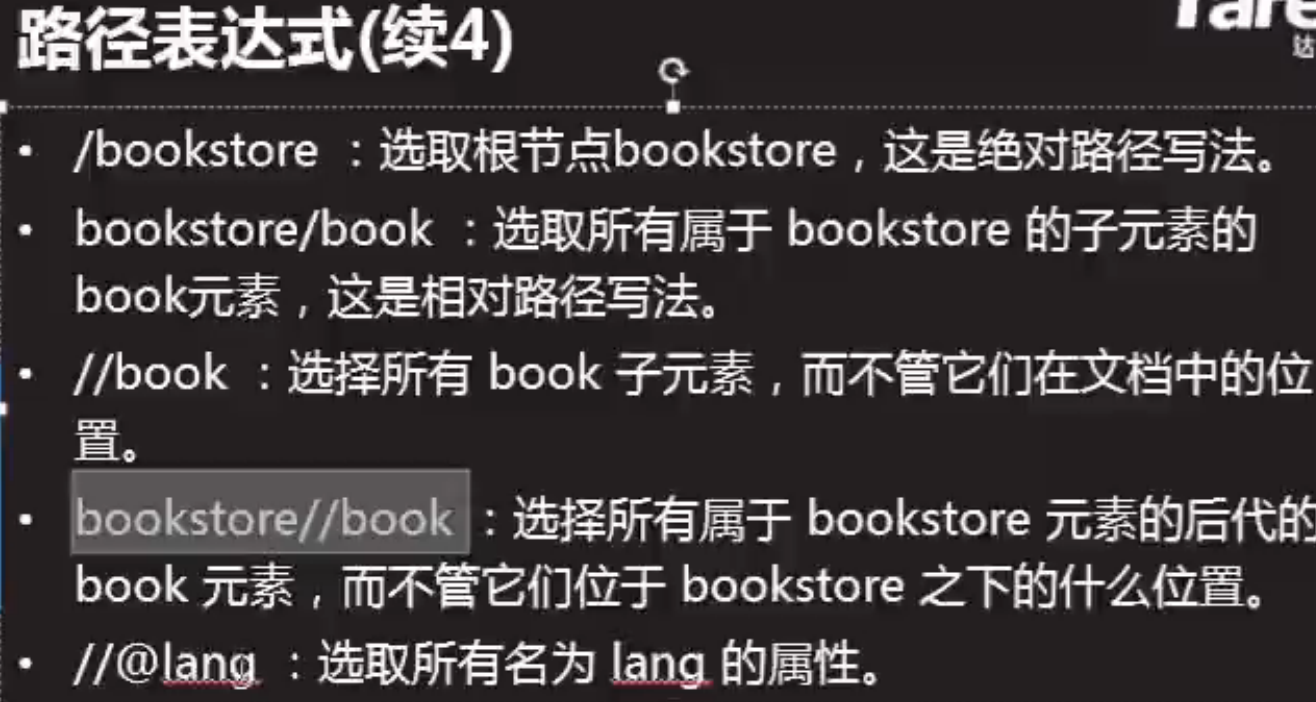 路径表达式(续4)
达
• /bookstore ：选取根节点bookstore，这是绝对路径写法。
• bookstore/book ：选取所有属于 bookstore 的子元素的
book元素，这是相对路径写法。
• //book ：选择所有 book 子元素，而不管它们在文档中的位
置。
• bookstore//book ：选择所有属于 bookstore 元素的后代的
book 元素，而不管它们位于 bookstore 之下的什么位置。
• //@lang ：选取所有名为 lang 的属性。